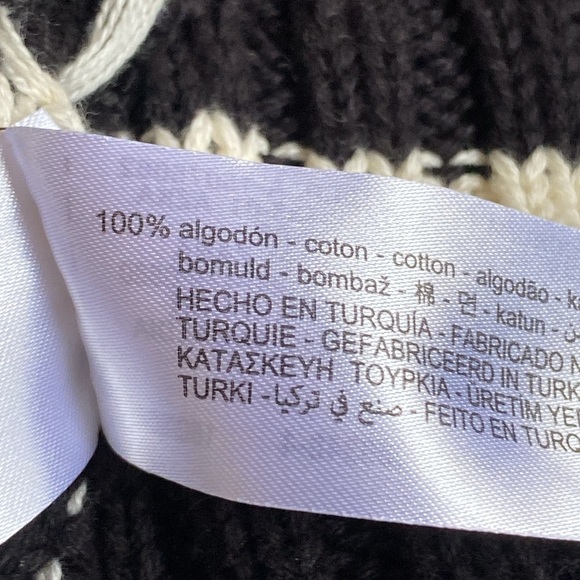 100% algodón - coton - cotton - algodão -
bomuld - bombaž - 棉 - 면 - katun -
HECHO EN TURQUÍA - FABRICADO
TURQUIE - GEFABRICEERD IN
ΚΑΤΑΣΚΕΥΗ ΤΟΥΡΚΙΑ - ÜRETIM
TURKI - صنع في تركيا - FEITO EN